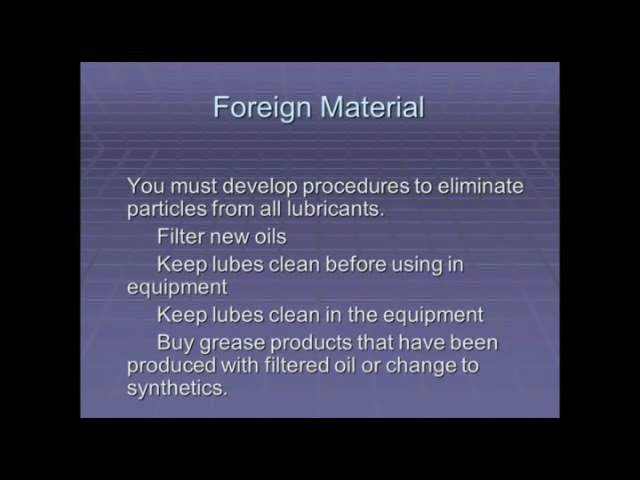 Foreign Material
You must develop procedures to eliminate
particles from all lubricants.
Filter new oils
Keep lubes clean before using in
equipment
Keep lubes clean in the equipment
Buy grease products that have been
produced with filtered oil or change to
synthetics.